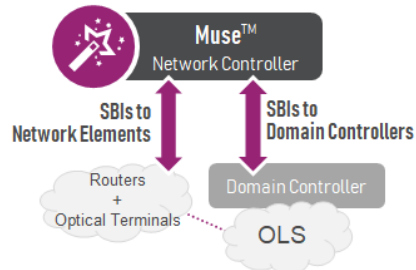 Muse™
Network Controller
SBIs to
Network Elements
SBIs to
Domain Controllers
Routers
+
Optical Terminals
Domain Controller
OLS